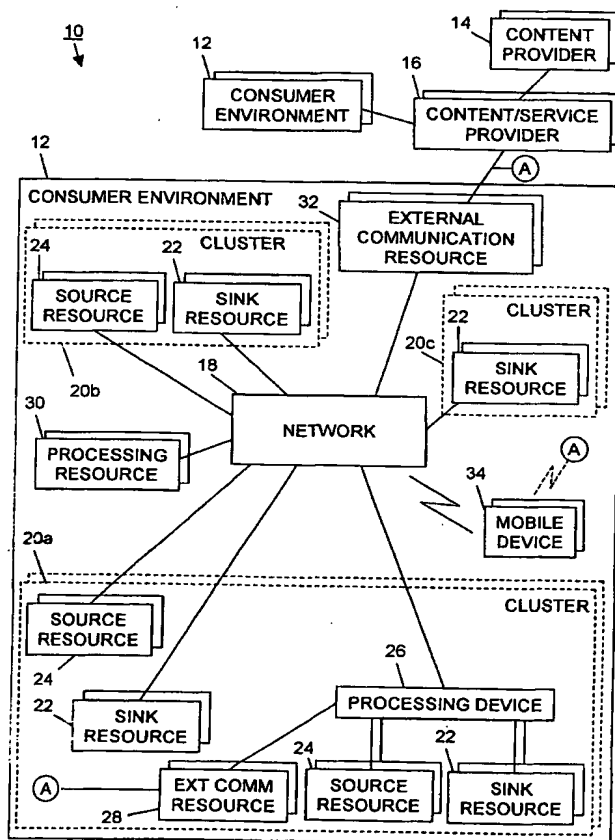 10
14
CONTENT
PROVIDER
12
16
CONSUMER
ENVIRONMENT
CONTENT/SERVICE
PROVIDER
12
A
CONSUMER ENVIRONMENT
32
EXTERNAL
COMMUNICATION
RESOURCE
24
22
CLUSTER
SOURCE
RESOURCE
SINK
RESOURCE
CLUSTER
22
20c
SINK
RESOURCE
20b
18
NETWORK
30
PROCESSING
RESOURCE
A
34
MOBILE
DEVICE
20a
CLUSTER
SOURCE
RESOURCE
24
26
PROCESSING DEVICE
22
SINK
RESOURCE
24
22
A
EXT COMM
RESOURCE
SOURCE
RESOURCE
SINK
RESOURCE
28